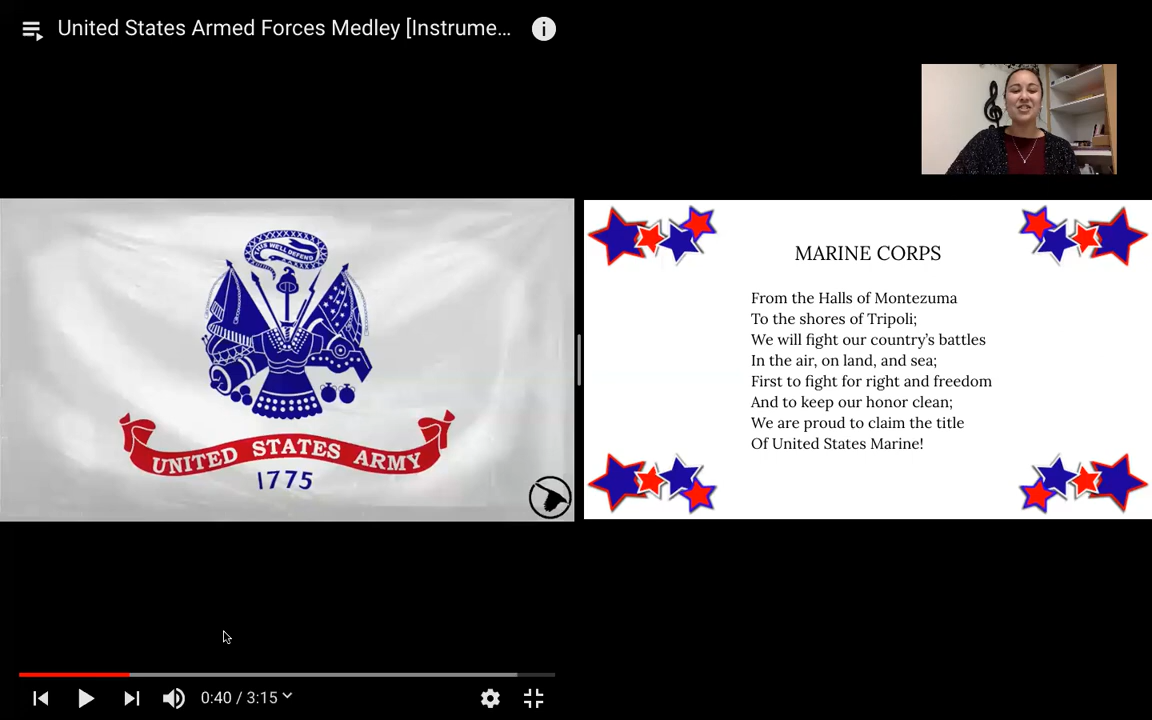 United States Armed Forces Medley [Instrume...
i
THIS WE'LL DEFEND
UNITED STATES ARMY
1775
MARINE CORPS
From the Halls of Montezuma
To the shores of Tripoli;
We will fight our country’s battles
In the air, on land, and sea;
First to fight for right and freedom
And to keep our honor clean;
We are proud to claim the title
Of United States Marine!
0:40 / 3:15